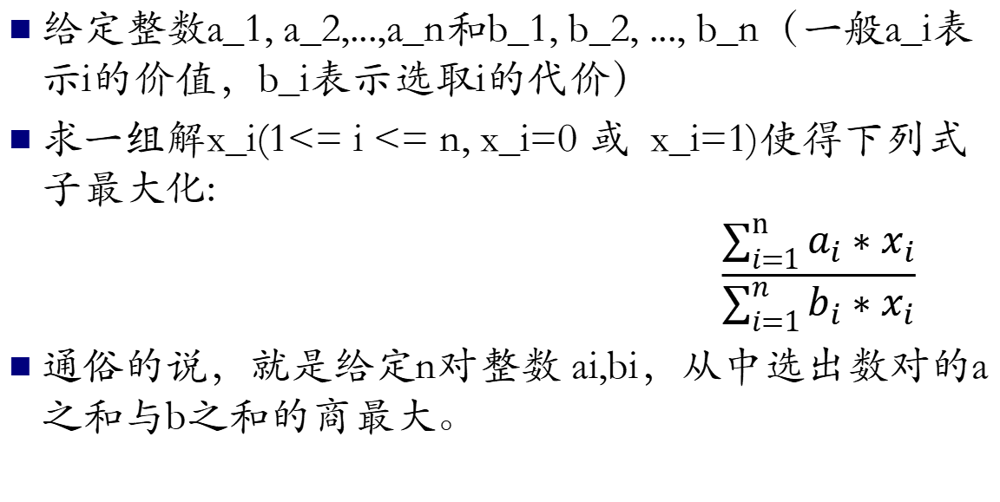 ■ 给定整数a_1, a_2,...,a_n和b_1, b_2, ..., b_n（一般a_i表
示i的价值，b_i表示选取i的代价）
■ 求一组解x_i(1<= i <= n, x_i=0 或 x_i=1)使得下列式
子最大化:
∑_{i=1}^{n} a_i * x_i
∑_{i=1}^{n} b_i * x_i
■ 通俗的说，就是给定n对整数 ai,bi，从中选出数对的a
之和与b之和的商最大。